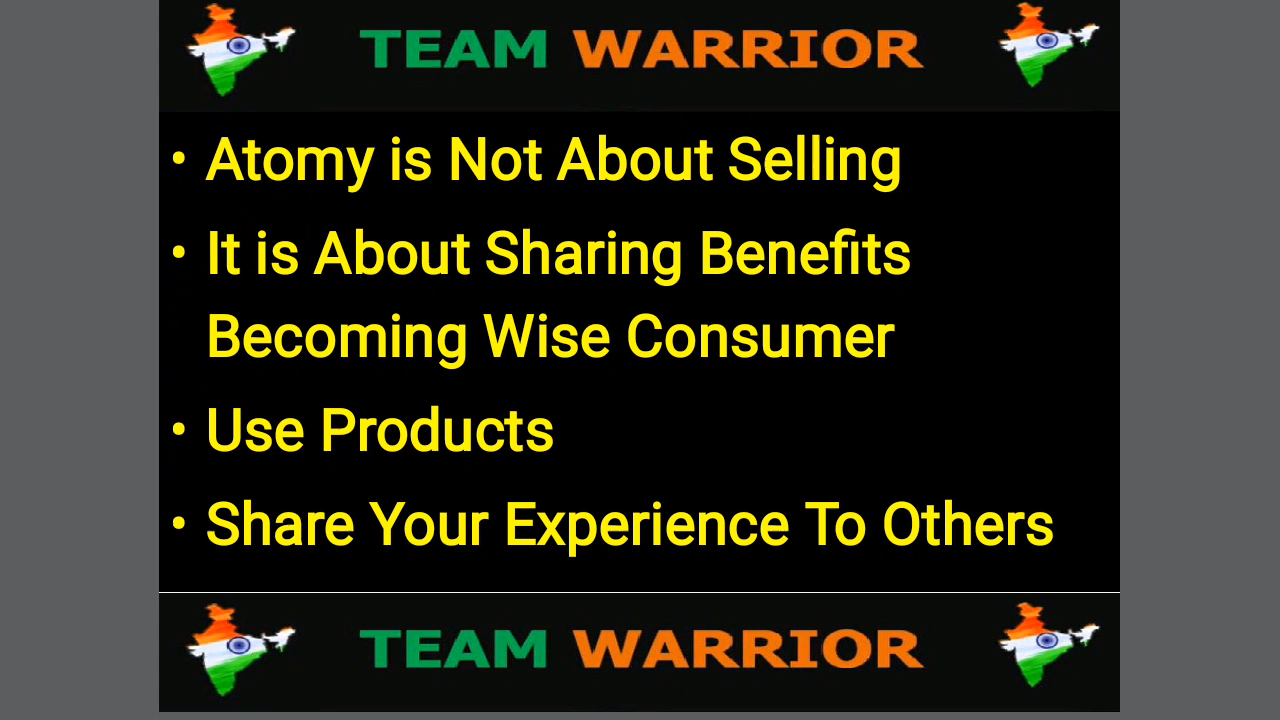 TEAM WARRIOR
• Atomy is Not About Selling
• It is About Sharing Benefits
Becoming Wise Consumer
• Use Products
• Share Your Experience To Others
TEAM WARRIOR